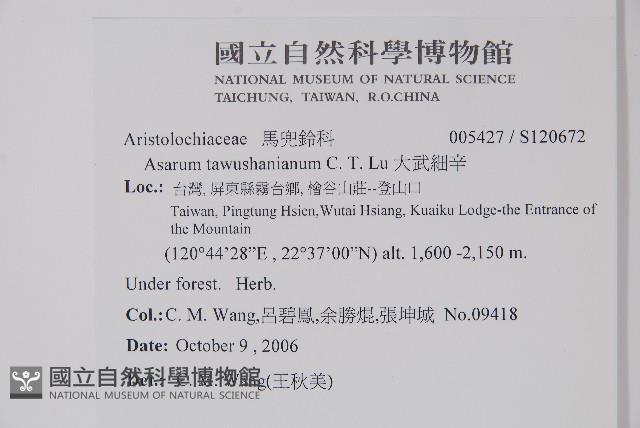 國立自然科學博物館
NATIONAL MUSEUM OF NATURAL SCIENCE
TAICHUNG, TAIWAN, R.O.CHINA
Aristolochiaceae 馬兜鈴科 005427 / S120672
Asarum tawushanianum C. T. Lu 大武細辛
Loc.: 台灣, 屏東縣霧台鄉, 檜谷山莊--登山口
Taiwan, Pingtung Hsien,Wutai Hsiang, Kuaiku Lodge-the Entrance of
the Mountain
(120°44'28"E , 22°37'00"N) alt. 1,600 -2,150 m.
Under forest. Herb.
Col.:C. M. Wang,呂碧鳳,余勝焜,張坤城 No.09418
Date: October 9 , 2006
(王秋美)
國立自然科學博物館
NATIONAL MUSEUM OF NATURAL SCIENCE